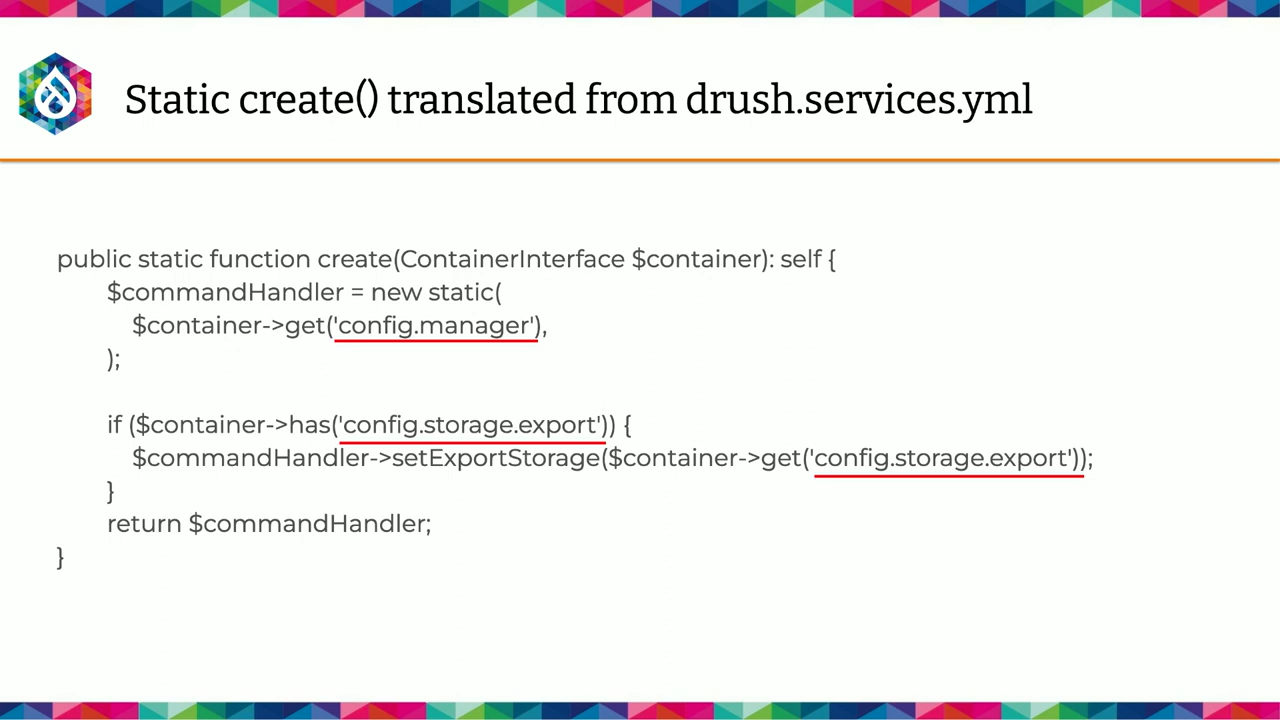 Static create() translated from drush.services.yml
public static function create(ContainerInterface $container): self {
$commandHandler = new static(
$container->get('config.manager'),
);
if ($container->has('config.storage.export')) {
$commandHandler->setExportStorage($container->get('config.storage.export'));
}
return $commandHandler;
}